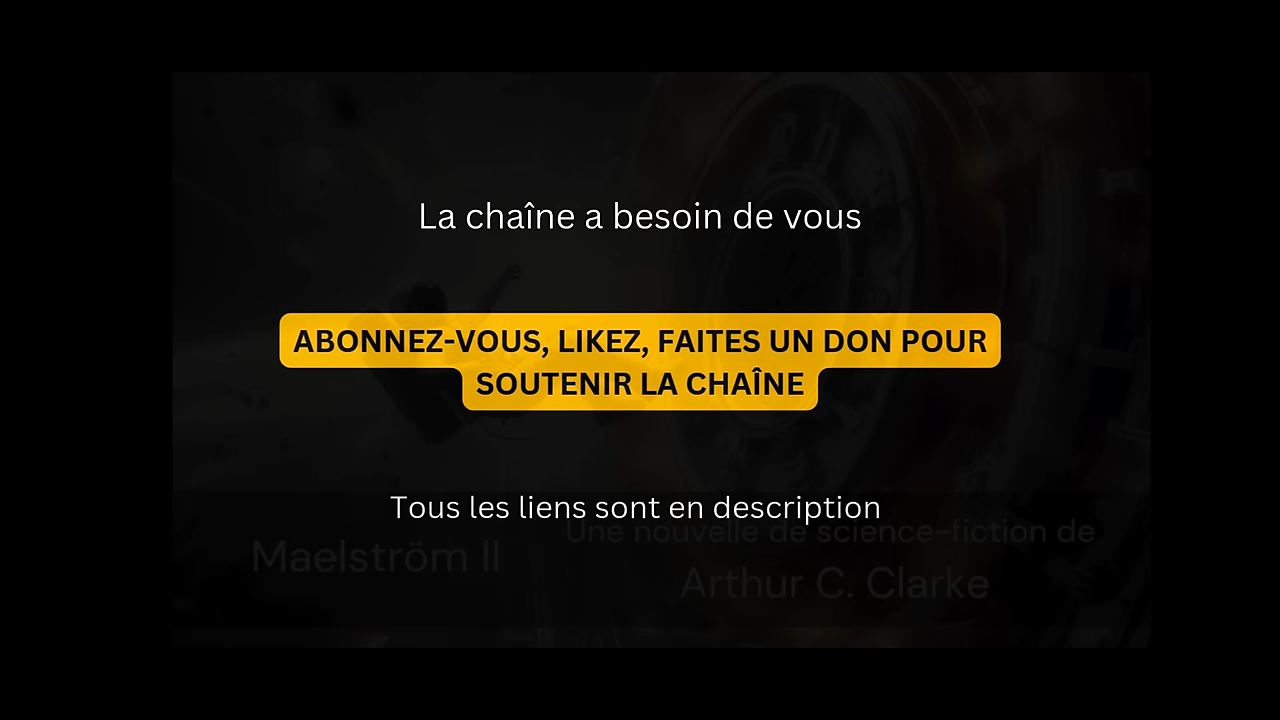 La chaîne a besoin de vous
ABONNEZ-VOUS, LIKEZ, FAITES UN DON POUR
SOUTENIR LA CHAÎNE
Tous les liens sont en description
Une nouvelle de science-fiction de
Maelström II
Arthur C. Clarke